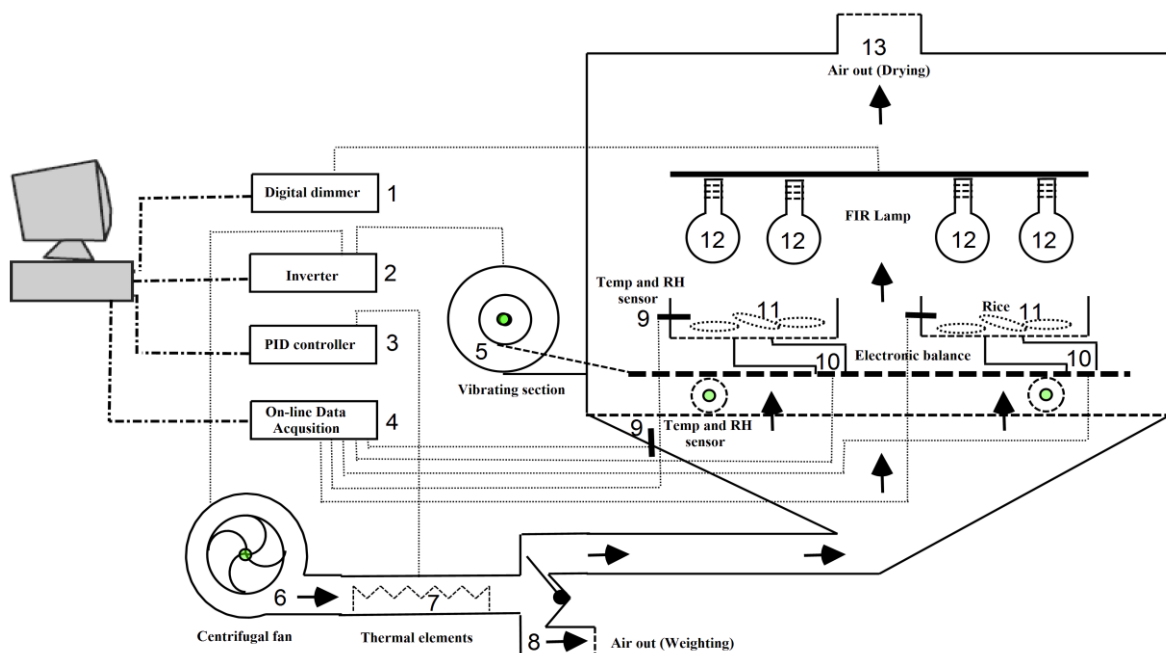 13
Air out (Drying)
Digital dimmer 1
FIR Lamp
12 12 12 12
Inverter 2
Temp and RH
sensor
9
11
Rice
11
PID controller 3
5
Vibrating section
10
Electronic balance
10
On-line Data
Acqusition
4
9
Temp and RH
sensor
6
7
Centrifugal fan
Thermal elements
8
Air out (Weighting)